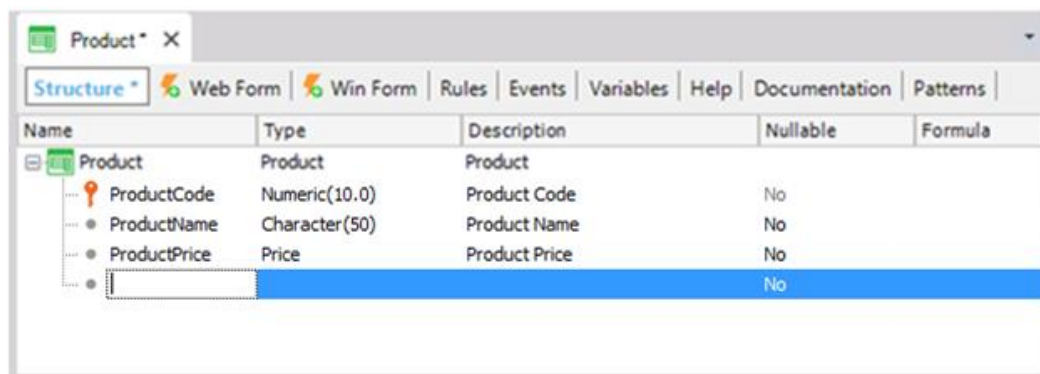 Product*
Structure * Web Form Win Form Rules Events Variables Help Documentation Patterns
Name Type Description Nullable Formula
Product Product Product
ProductCode Numeric(10.0) Product Code No
ProductName Character(50) Product Name No
ProductPrice Price Product Price No
No